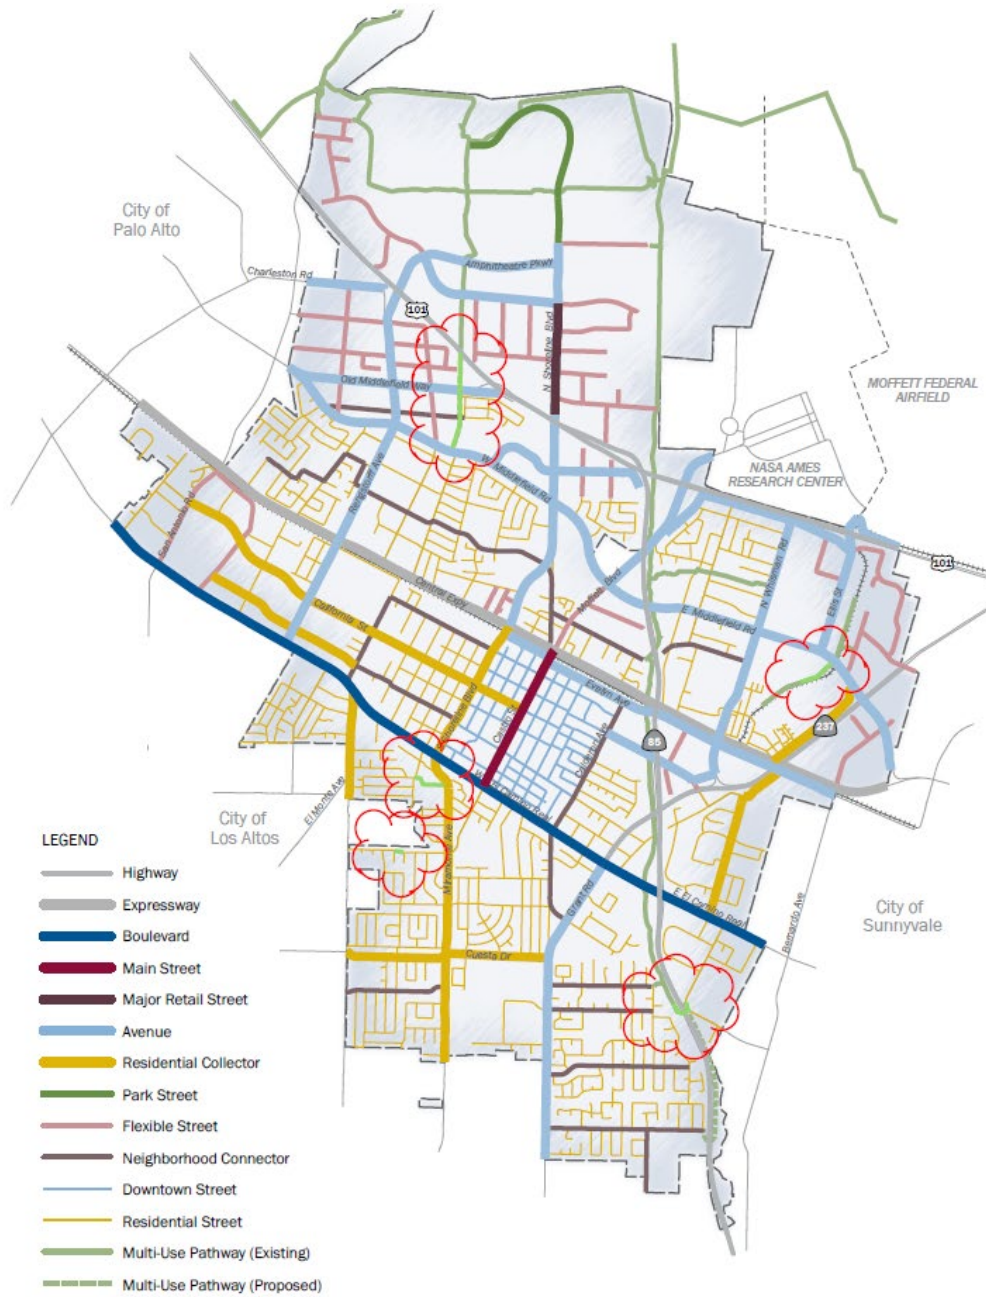 City of
Palo Alto
Charleston Rd
Amphitheatre Pkwy
101
N Shoreline Blvd
Old Middlefield Way
MOFFETT FEDERAL
AIRFIELD
NASA AMES
RESEARCH CENTER
W Middlefield Rd
Rengstorff Ave
San Antonio Rd
101
N Whisman Rd
Ellis St
Central Expy
Moffett Blvd
California St
E Middlefield Rd
Evelyn Ave
Castro St
Calderon Ave
85
237
S Shoreline Blvd
W El Camino Real
El Monte Ave
City of
Los Altos
Miramonte Ave
Grant Rd
E El Camino Real
Bernardo Ave
City of
Sunnyvale
Cuesta Dr
LEGEND
Highway
Expressway
Boulevard
Main Street
Major Retail Street
Avenue
Residential Collector
Park Street
Flexible Street
Neighborhood Connector
Downtown Street
Residential Street
Multi-Use Pathway (Existing)
Multi-Use Pathway (Proposed)